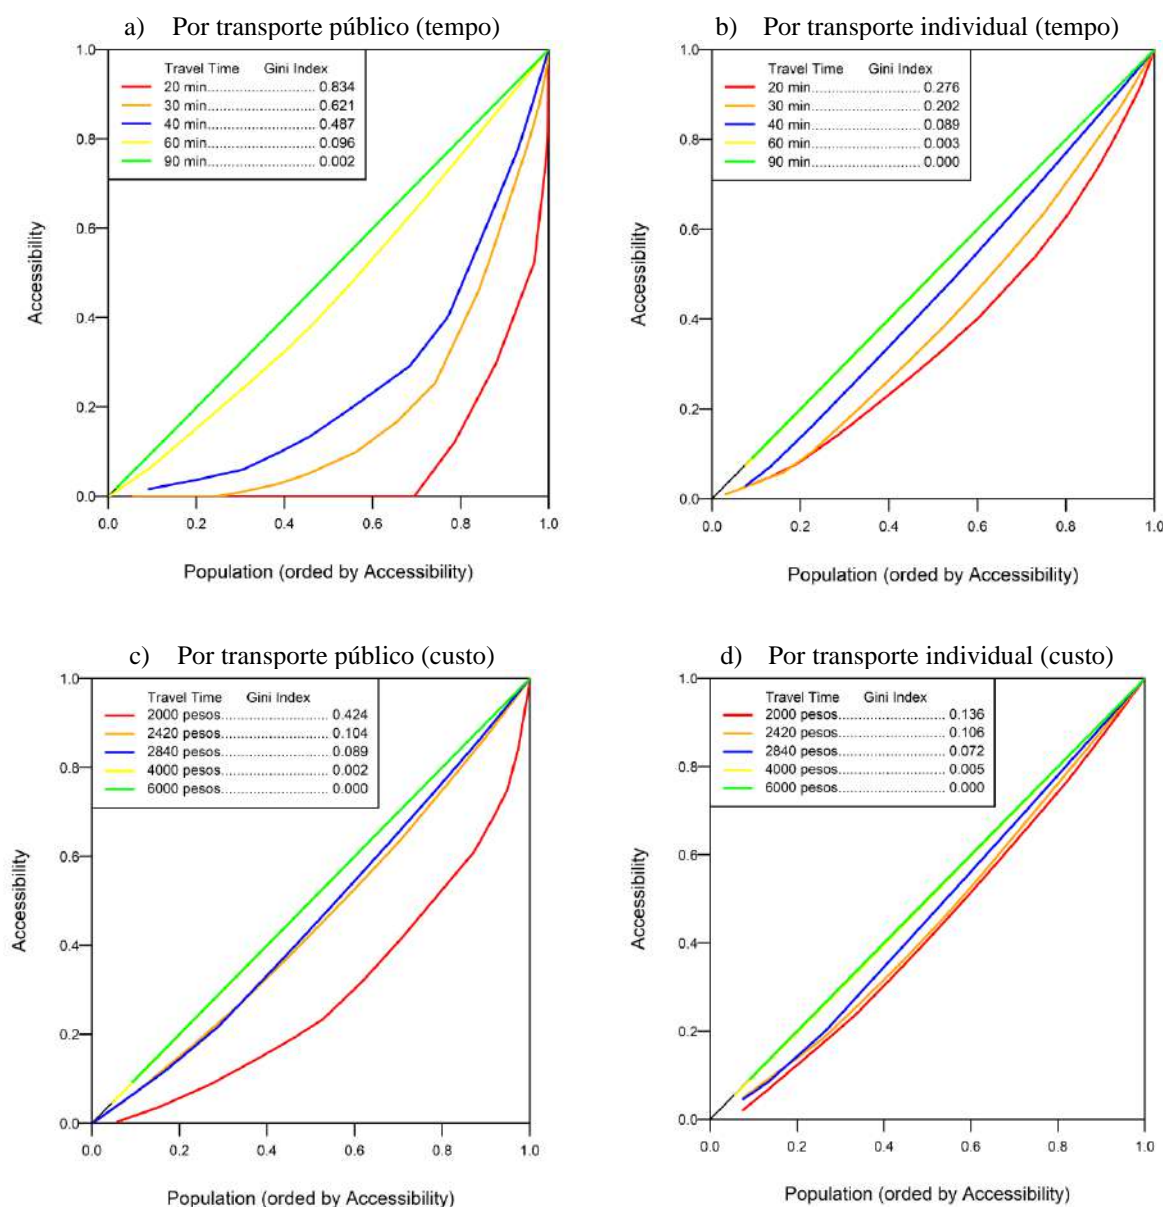 a) Por transporte público (tempo)
Travel Time Gini Index
20 min............................ 0.834
30 min............................ 0.621
40 min............................ 0.487
60 min............................ 0.096
90 min............................ 0.002
1.0
0.8
0.6
0.4
0.2
0.0
Accessibility
0.0 0.2 0.4 0.6 0.8 1.0
Population (orded by Accessibility)
b) Por transporte individual (tempo)
Travel Time Gini Index
20 min............................ 0.276
30 min............................ 0.202
40 min............................ 0.089
60 min............................ 0.003
90 min............................ 0.000
1.0
0.8
0.6
0.4
0.2
0.0
Accessibility
0.0 0.2 0.4 0.6 0.8 1.0
Population (orded by Accessibility)
c) Por transporte público (custo)
Travel Time Gini Index
2000 pesos............................ 0.424
2420 pesos............................ 0.104
2840 pesos............................ 0.089
4000 pesos............................ 0.002
6000 pesos............................ 0.000
1.0
0.8
0.6
0.4
0.2
0.0
Accessibility
0.0 0.2 0.4 0.6 0.8 1.0
Population (orded by Accessibility)
d) Por transporte individual (custo)
Travel Time Gini Index
2000 pesos............................ 0.136
2420 pesos............................ 0.106
2840 pesos............................ 0.072
4000 pesos............................ 0.005
6000 pesos............................ 0.000
1.0
0.8
0.6
0.4
0.2
0.0
Accessibility
0.0 0.2 0.4 0.6 0.8 1.0
Population (orded by Accessibility)